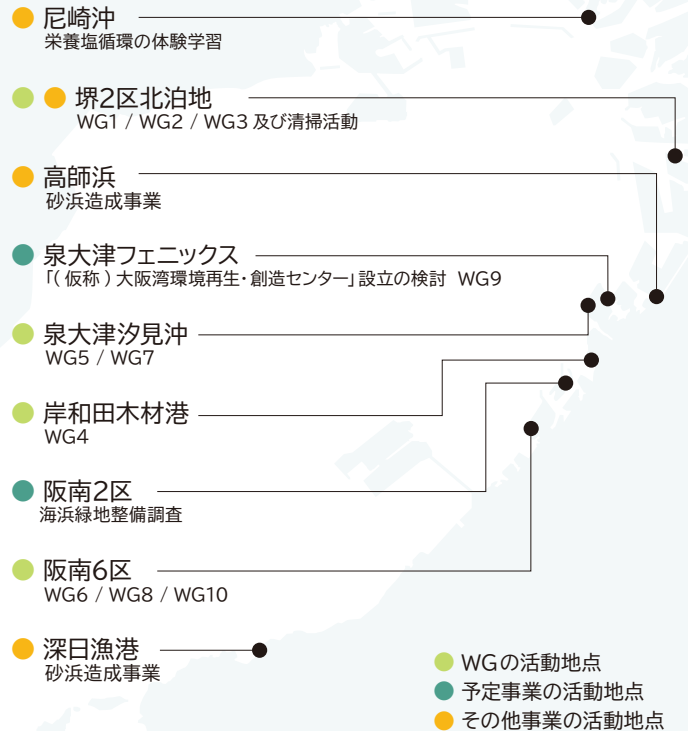 尼崎沖
栄養塩循環の体験学習
堺2区北泊地
WG1 / WG2 / WG3 及び清掃活動
高師浜
砂浜造成事業
泉大津フェニックス
「( 仮称 ) 大阪湾環境再生・創造センター」設立の検討 WG9
泉大津汐見沖
WG5 / WG7
岸和田木材港
WG4
阪南2区
海浜緑地整備調査
阪南6区
WG6 / WG8 / WG10
深日漁港
砂浜造成事業
WGの活動地点
予定事業の活動地点
その他事業の活動地点